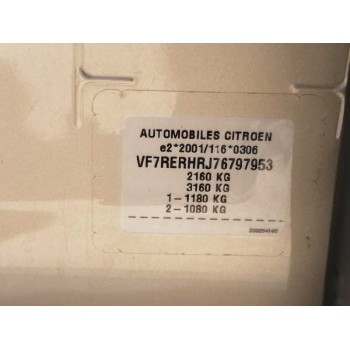 AUTOMOBILES CITROEN
e2*2001/116*0306
VF7RERHRJ76797953
2160 KG
3160 KG
1-1180 KG
2-1080 KG